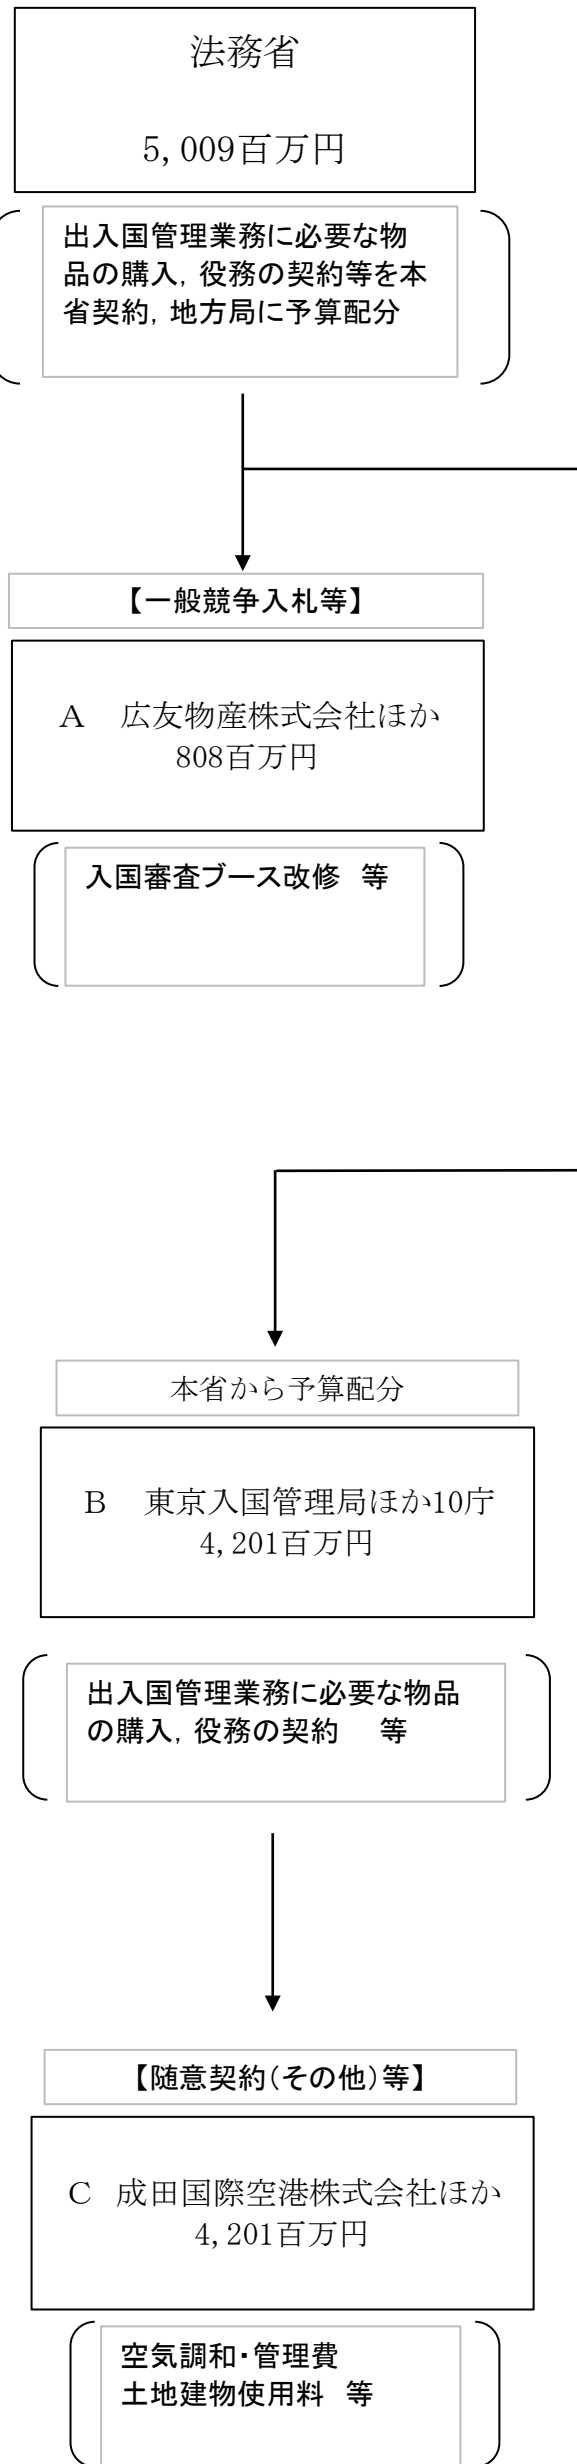 法務省
5,009百万円
出入国管理業務に必要な物
品の購入，役務の契約等を本
省契約，地方局に予算配分
【一般競争入札等】
A　広友物産株式会社ほか
808百万円
入国審査ブース改修　等
本省から予算配分
B　東京入国管理局ほか10庁
4,201百万円
出入国管理業務に必要な物品
の購入，役務の契約　等
【随意契約（その他）等】
C　成田国際空港株式会社ほか
4,201百万円
空気調和・管理費
土地建物使用料　等